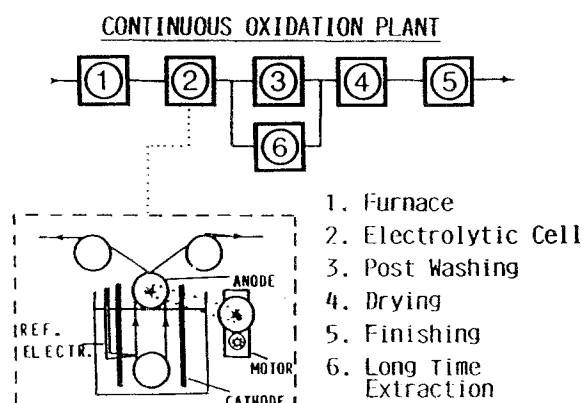 CONTINUOUS OXIDATION PLANT
1 2 3 4 5
6
1. Furnace
2. Electrolytic Cell
3. Post Washing
4. Drying
5. Finishing
6. Long Time
Extraction
ANODE
REF.
ELECTR.
MOTOR
CATHODE